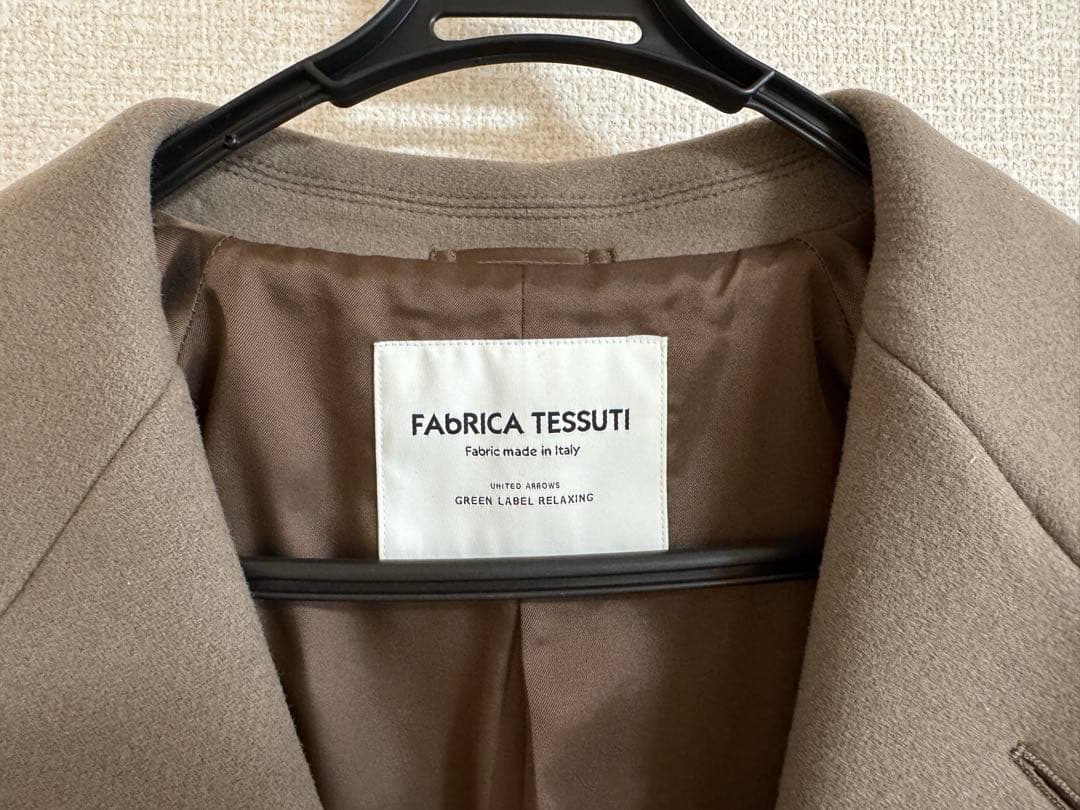 FAbRICA TESSUTI
Fabric made in Italy
UNITED ARROWS
GREEN LABEL RELAXING